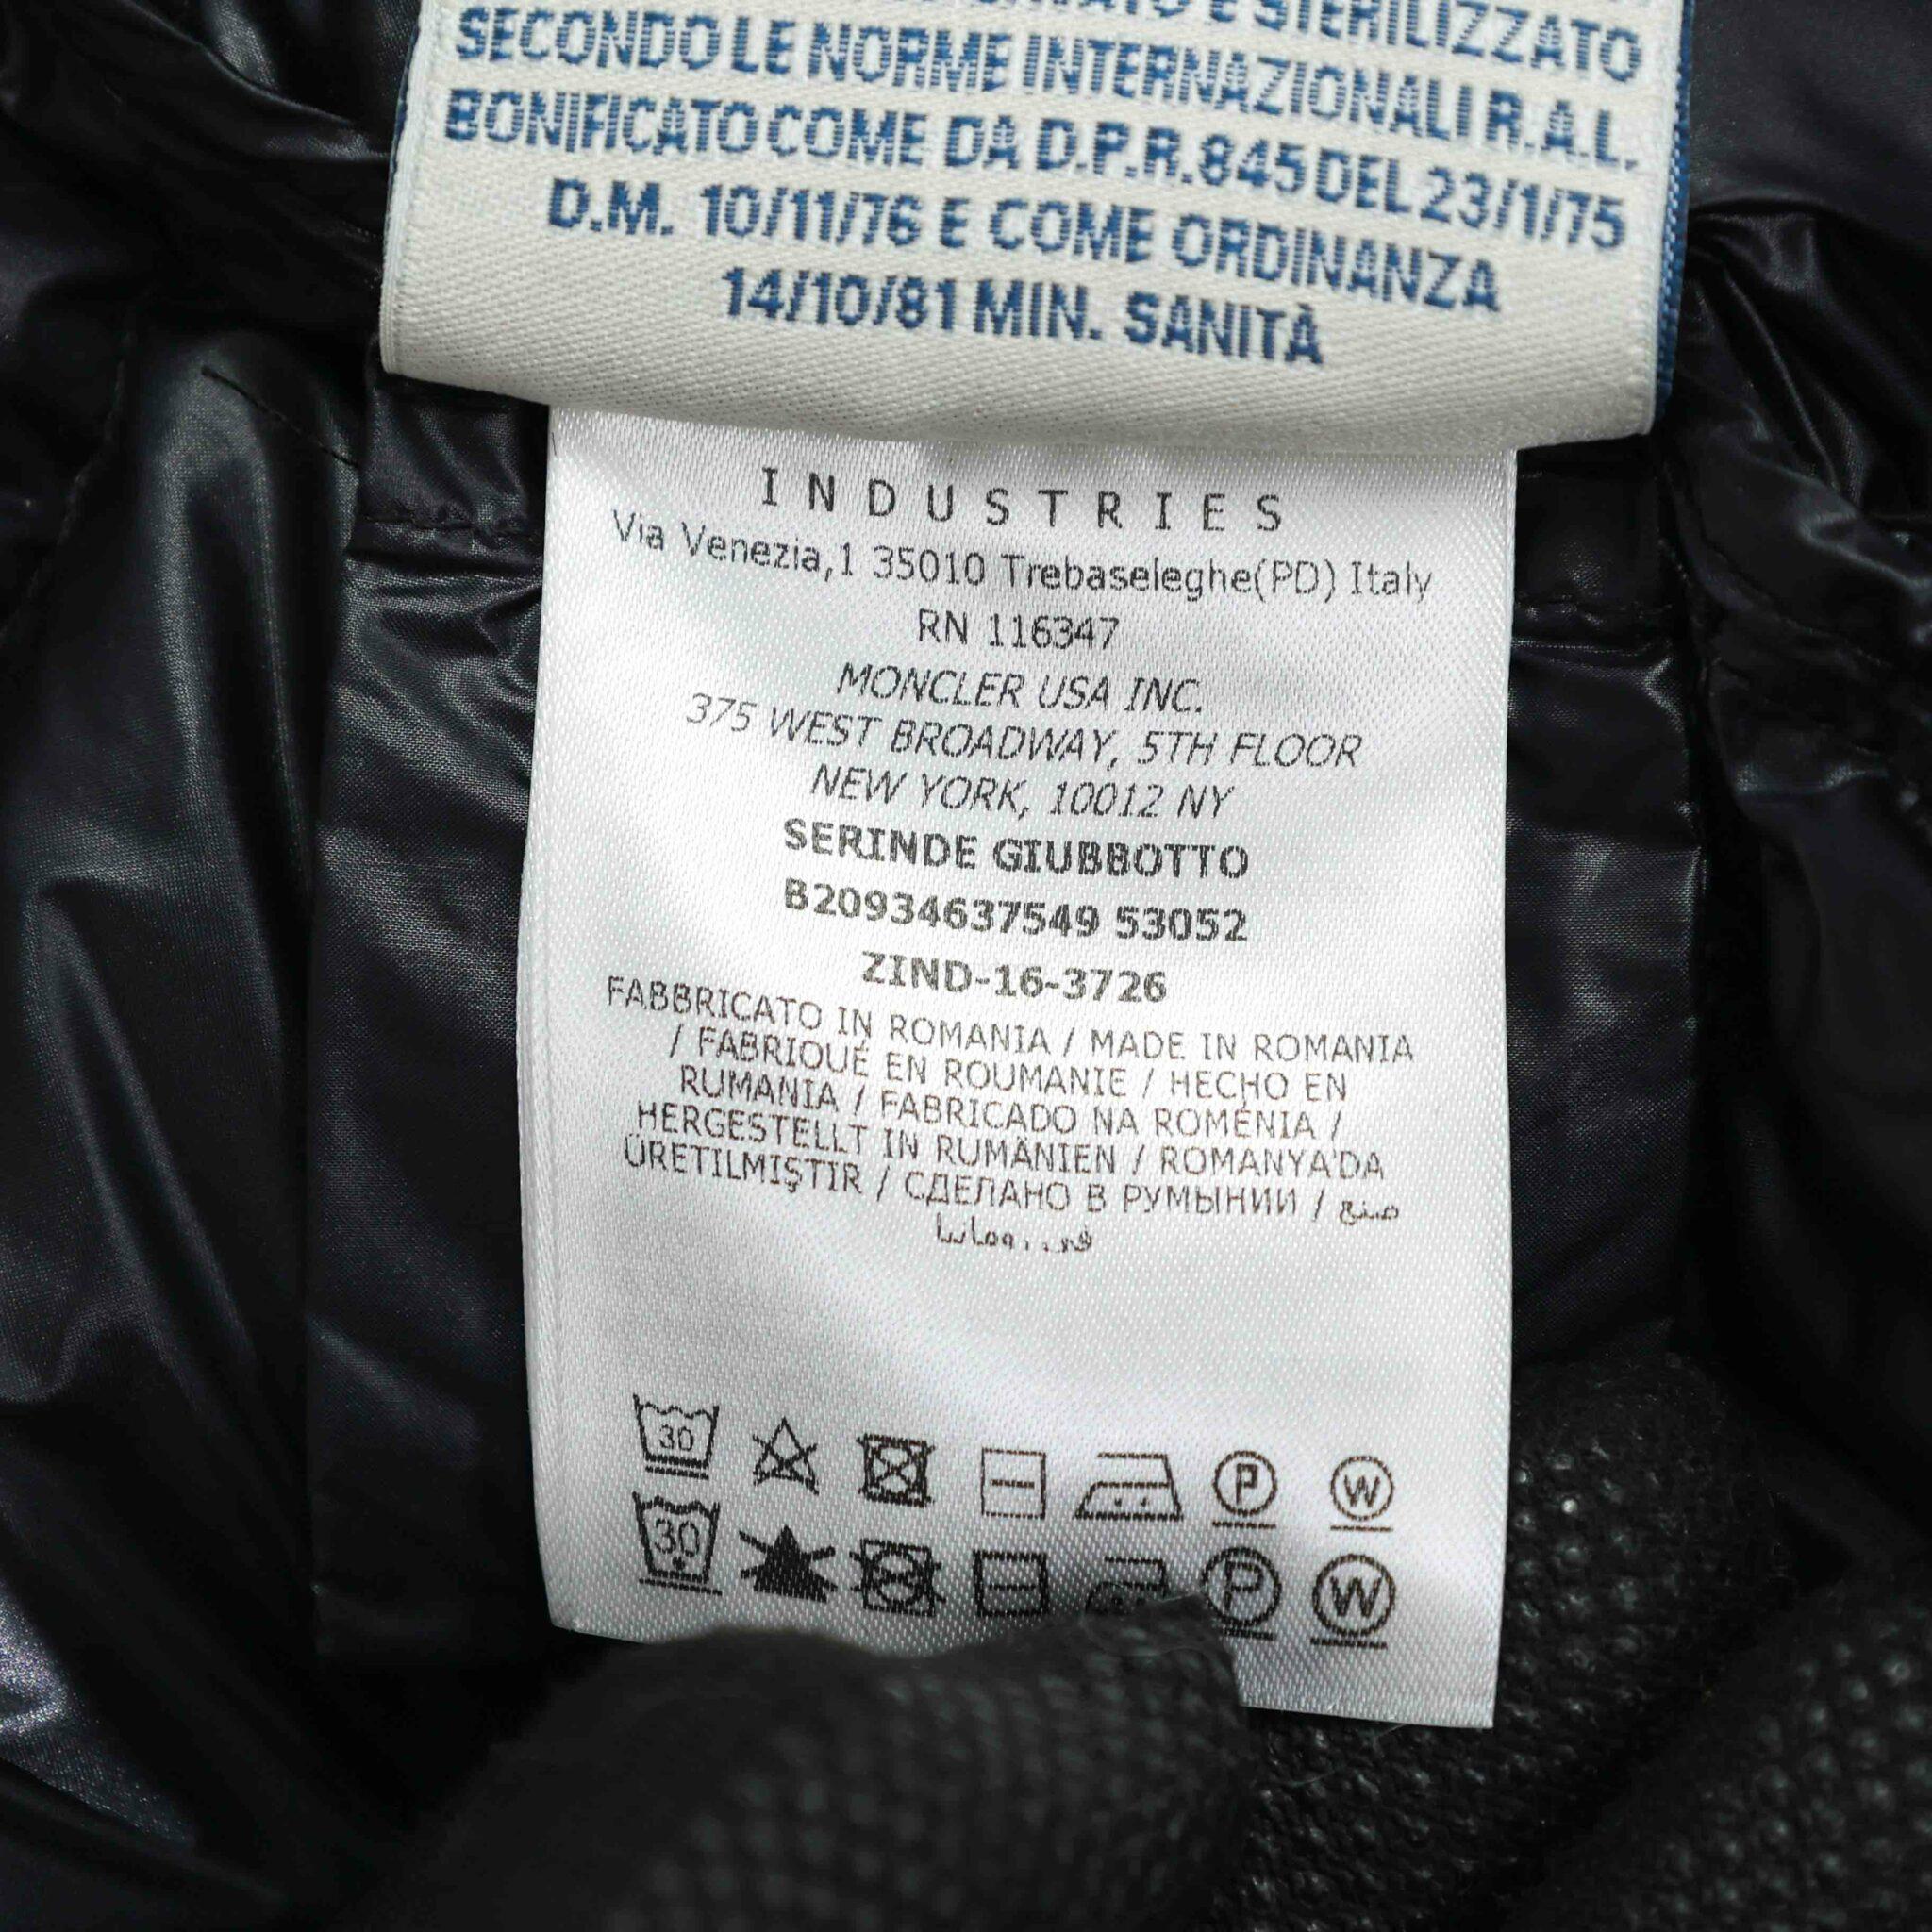 E STERILIZZATO
SECONDO LE NORME INTERNAZIONALI R.A.L.
BONIFICATO COME DA D.P.R. 845 DEL 23/1/75
D.M. 10/11/76 E COME ORDINANZA
14/10/81 MIN. SANITÀ
INDUSTRIES
Via Venezia,1 35010 Trebaseleghe(PD) Italy
RN 116347
MONCLER USA INC.
375 WEST BROADWAY, 5TH FLOOR
NEW YORK, 10012 NY
SERINDE GIUBBOTTO
B20934637549 53052
ZIND-16-3726
FABBRICATO IN ROMANIA / MADE IN ROMANIA
/ FABRIQUÉ EN ROUMANIE / HECHO EN
RUMANIA / FABRICADO NA ROMÉNIA /
HERGESTELLT IN RUMÄNIEN / ROMANYA'DA
ÜRETILMIŞTIR / СДЕЛАНО В РУМЫНИИ / صنع
في رومانيا
30 P W
30 P W